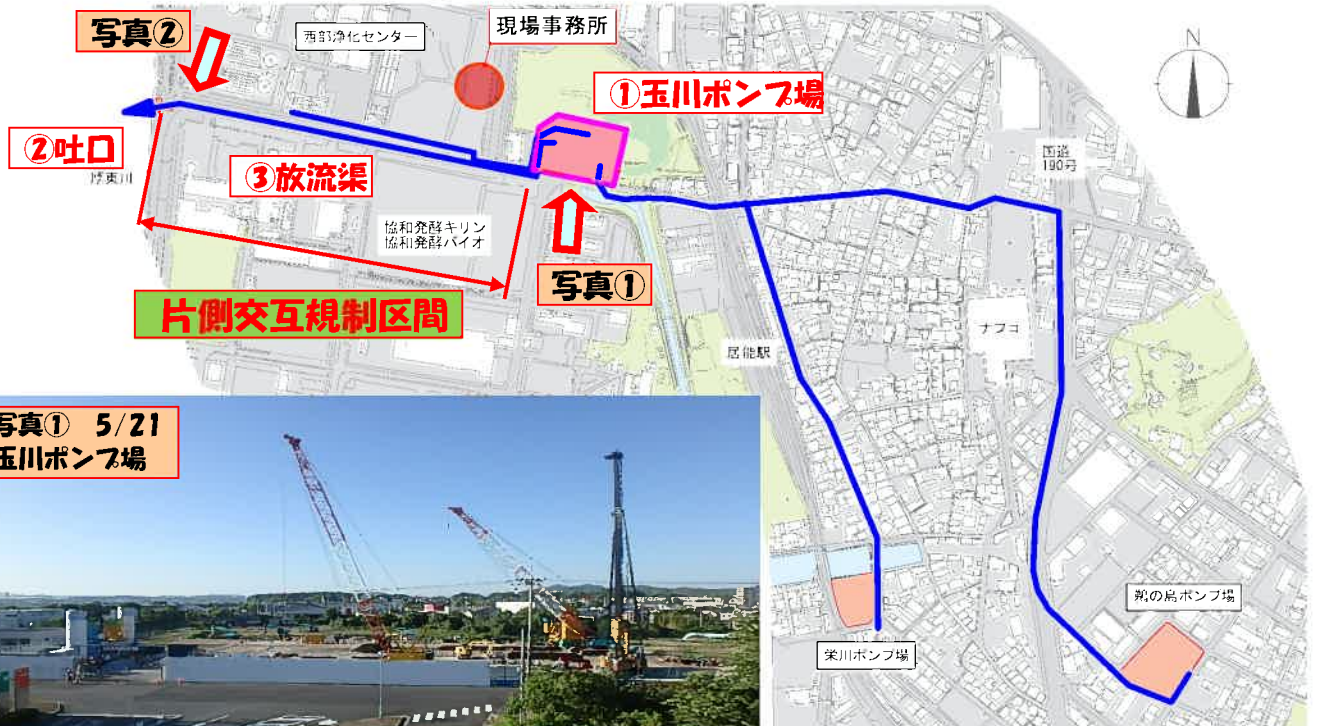 写真②
西部浄化センター
現場事務所
N
①玉川ポンプ場
②吐口
厚東川
③放流渠
国道
190号
協和発酵キリン
協和発酵バイオ
写真①
片側交互規制区間
ナフコ
居能駅
写真① 5/21
玉川ポンプ場
鵜の島ポンプ場
栄川ポンプ場